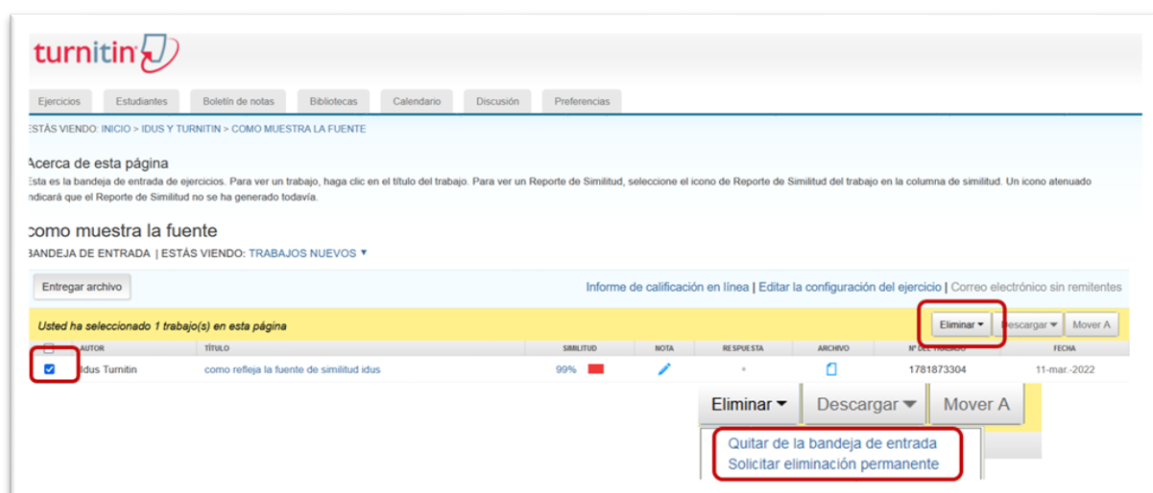 turnitin
Ejercicios Estudiantes Boletín de notas Bibliotecas Calendario Discusión Preferencias
ESTÁS VIENDO: INICIO > IDUS Y TURNITIN > COMO MUESTRA LA FUENTE
Acerca de esta página
Esta es la bandeja de entrada de ejercicios. Para ver un trabajo, haga clic en el título del trabajo. Para ver un Reporte de Similitud, seleccione el icono de Reporte de Similitud del trabajo en la columna de similitud. Un icono atenuado
indicará que el Reporte de Similitud no se ha generado todavía.
como muestra la fuente
BANDEJA DE ENTRADA | ESTÁS VIENDO: TRABAJOS NUEVOS ▼
Entregar archivo Informe de calificación en línea | Editar la configuración del ejercicio | Correo electrónico sin remitentes
Usted ha seleccionado 1 trabajo(s) en esta página Eliminar ▼ Descargar ▼ Mover A
AUTOR TÍTULO SIMILITUD NOTA RESPUESTA ARCHIVO Nº DEL TRABAJO FECHA
Idus Turnitin como refleja la fuente de similitud idus 99% 1781873304 11-mar.-2022
Eliminar ▼ Descargar ▼ Mover A
Quitar de la bandeja de entrada
Solicitar eliminación permanente